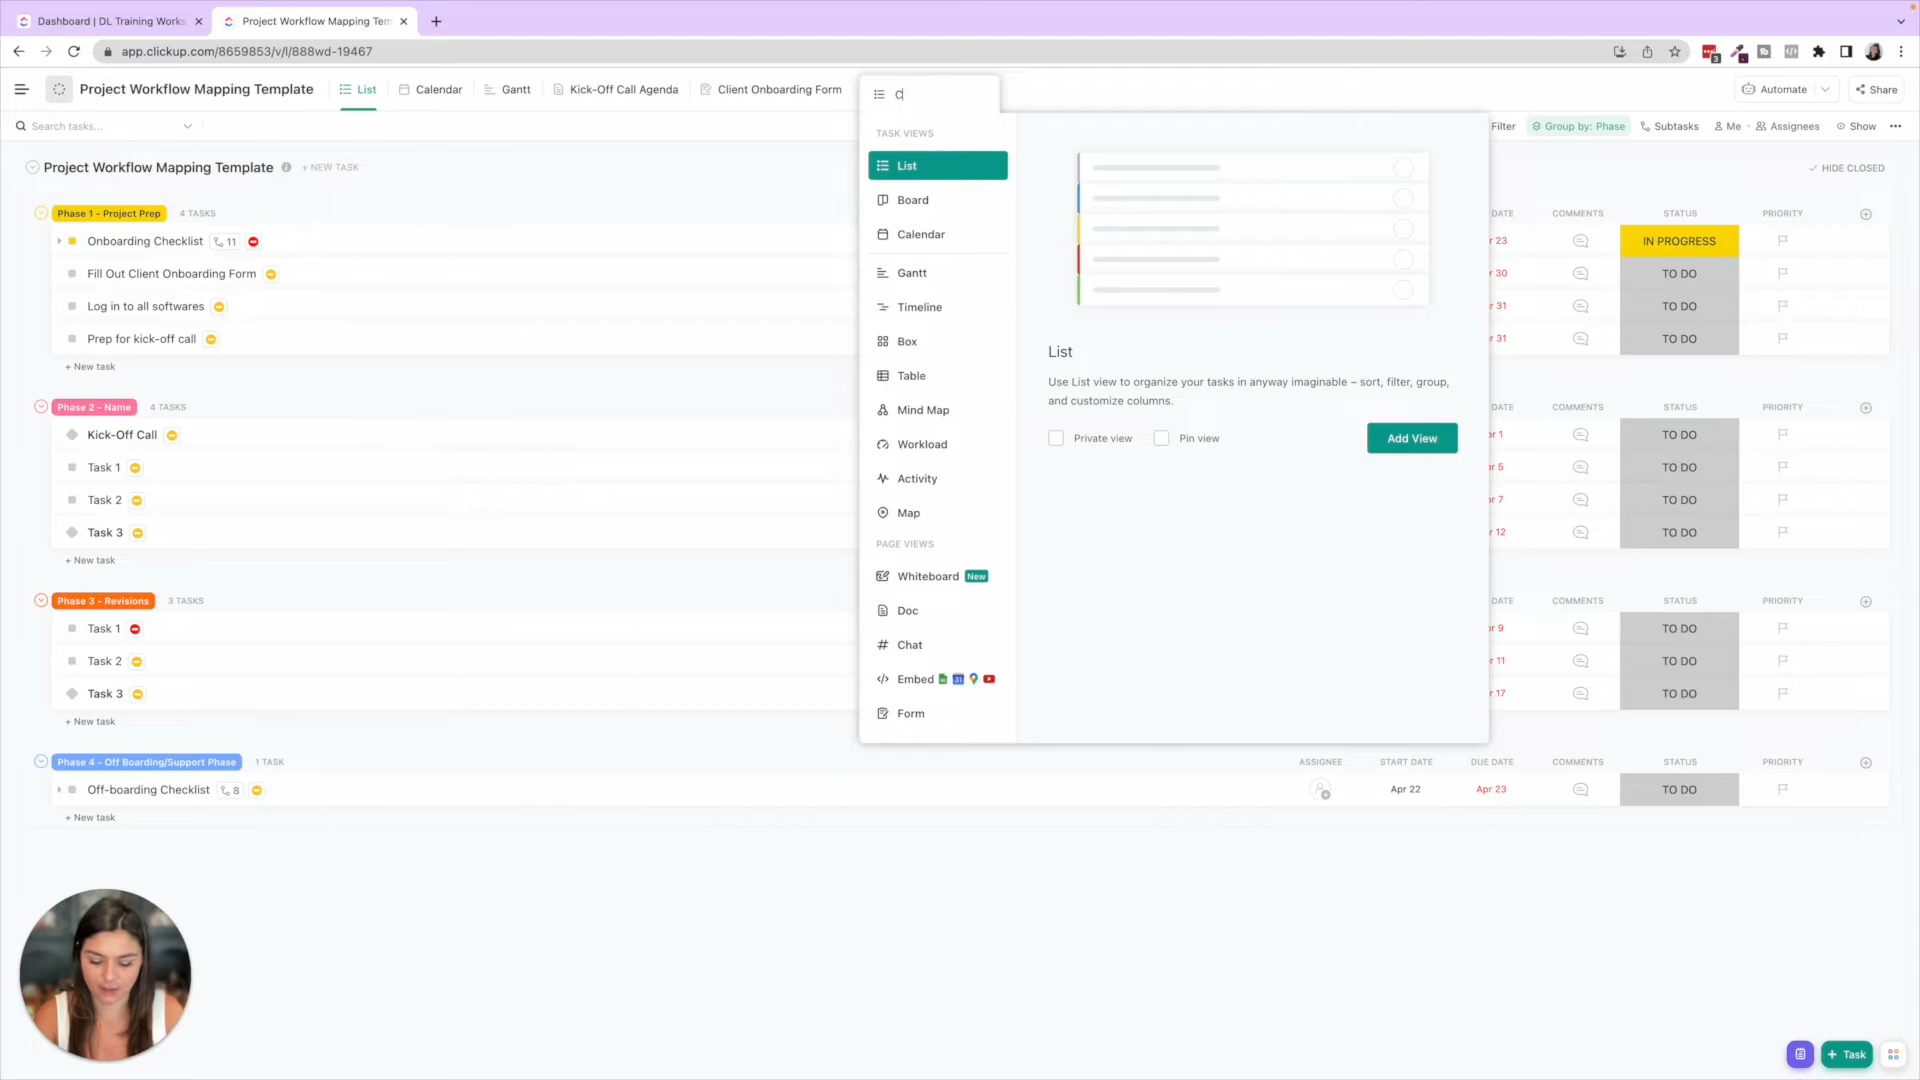 Dashboard | DL Training Works
Project Workflow Mapping Tem
app.clickup.com/8659853/v/l/888wd-19467
3
Project Workflow Mapping Template
List
Calendar
Gantt
Kick-Off Call Agenda
Client Onboarding Form
C
Automate
Share
Search tasks...
Filter
Group by: Phase
Subtasks
Me
Assignees
Show
Project Workflow Mapping Template
+ NEW TASK
HIDE CLOSED
TASK VIEWS
List
Board
Calendar
Gantt
Timeline
Box
Table
Mind Map
Workload
Activity
Map
PAGE VIEWS
Whiteboard New
Doc
Chat
Embed
31
Form
List
Use List view to organize your tasks in anyway imaginable – sort, filter, group,
and customize columns.
Private view
Pin view
Add View
Phase 1 - Project Prep
4 TASKS
DATE
COMMENTS
STATUS
PRIORITY
Onboarding Checklist
11
r 23
IN PROGRESS
Fill Out Client Onboarding Form
r 30
TO DO
Log in to all softwares
r 31
TO DO
Prep for kick-off call
r 31
TO DO
+ New task
Phase 2 - Name
4 TASKS
DATE
COMMENTS
STATUS
PRIORITY
Kick-Off Call
or 1
TO DO
Task 1
or 5
TO DO
Task 2
or 7
TO DO
Task 3
r 12
TO DO
+ New task
Phase 3 - Revisions
3 TASKS
DATE
COMMENTS
STATUS
PRIORITY
Task 1
or 9
TO DO
Task 2
r 11
TO DO
Task 3
r 17
TO DO
+ New task
Phase 4 - Off Boarding/Support Phase
1 TASK
ASSIGNEE
START DATE
DUE DATE
COMMENTS
STATUS
PRIORITY
Off-boarding Checklist
8
Apr 22
Apr 23
TO DO
+ New task
+ Task